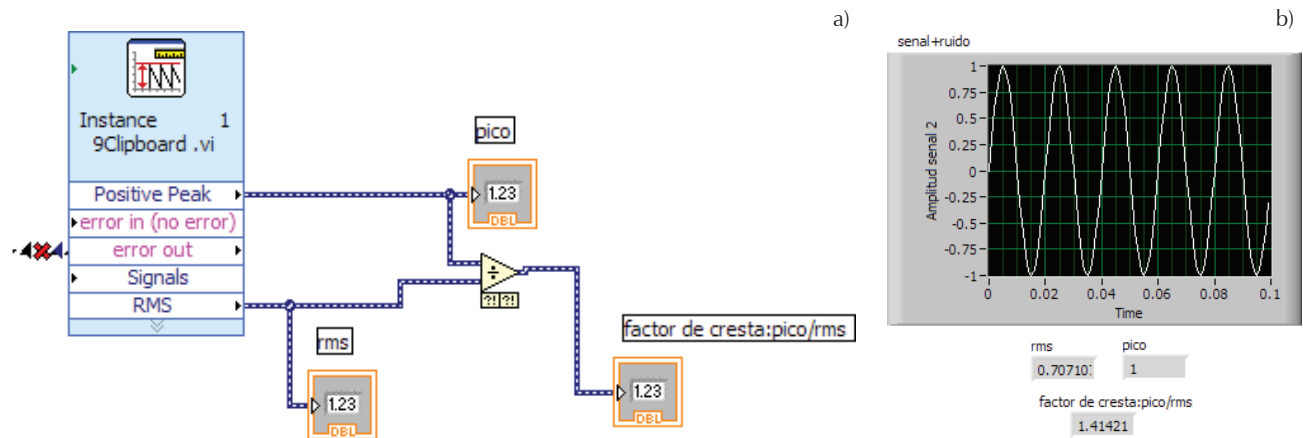 a)
Instance 1
9Clipboard .vi
Positive Peak
error in (no error)
error out
Signals
RMS
pico
1.23
DBL
?! ?!
rms
1.23
DBL
factor de cresta:pico/rms
1.23
DBL
b)
senal+ruido
Amplitud senal 2
1
0.75
0.5
0.25
0
-0.25
-0.5
-0.75
-1
0 0.02 0.04 0.06 0.08 0.1
Time
rms pico
0.70710 1
factor de cresta:pico/rms
1.41421